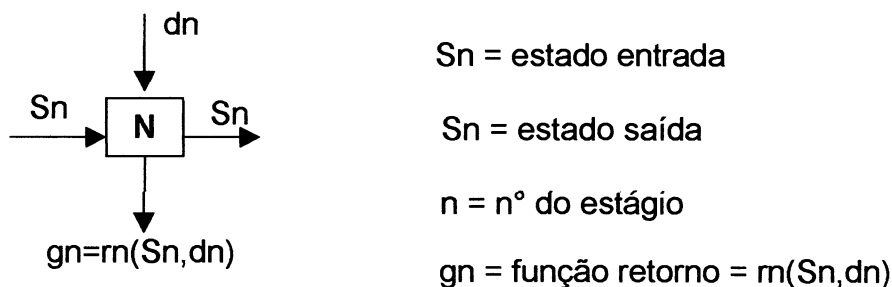 dn
Sn
N
Sn
gn=rn(Sn,dn)
Sn = estado entrada
Sn = estado saída
n = n° do estágio
gn = função retorno = rn(Sn,dn)